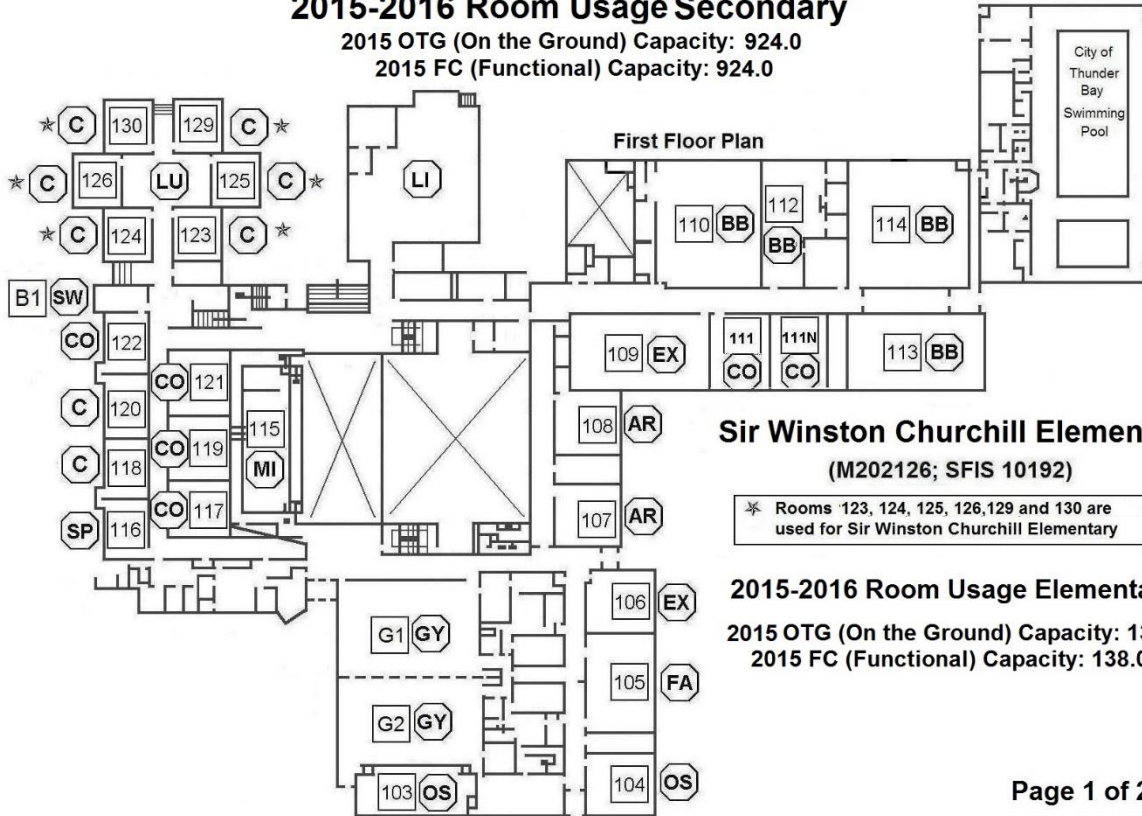 2015-2016 Room Usage Secondary
2015 OTG (On the Ground) Capacity: 924.0
2015 FC (Functional) Capacity: 924.0
City of
Thunder
Bay
Swimming
Pool
First Floor Plan
C 130 129 C
C 126 LU 125 C
C 124 123 C
LI
110 BB
112
BB
114 BB
B1 SW
CO 122
CO 121
C 120
CO 119
C 118
CO 117
SP 116
115
MI
109 EX
111
CO
111N
CO
113 BB
108 AR
107 AR
Sir Winston Churchill Elemen
(M202126; SFIS 10192)
Rooms 123, 124, 125, 126,129 and 130 are
used for Sir Winston Churchill Elementary
2015-2016 Room Usage Elementa
2015 OTG (On the Ground) Capacity: 13
2015 FC (Functional) Capacity: 138.0
106 EX
G1 GY
105 FA
G2 GY
103 OS
104 OS
Page 1 of 2